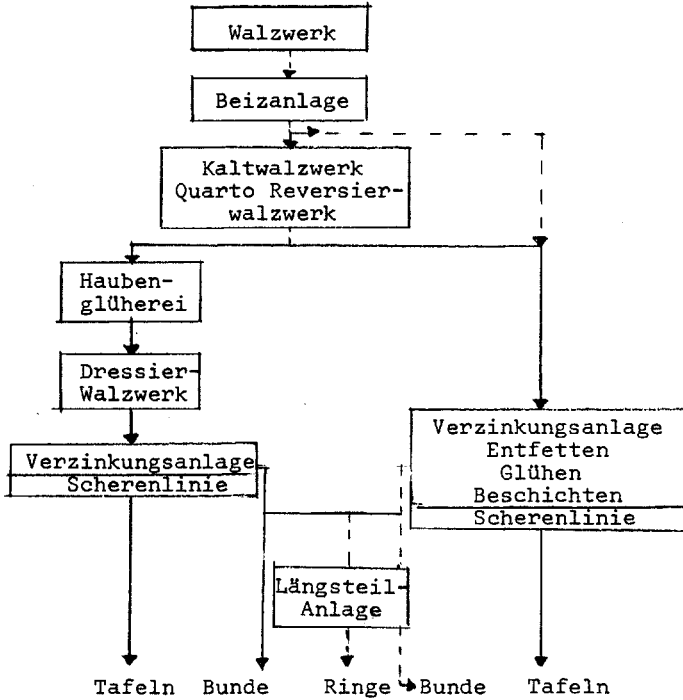 Walzwerk
Beizanlage
Kaltwalzwerk
Quarto Reversier-
walzwerk
Hauben-
glüherei
Dressier-
Walzwerk
Verzinkungsanlage
Scherenlinie
Verzinkungsanlage
Entfetten
Glühen
Beschichten
Scherenlinie
Längsteil-
Anlage
Tafeln Bunde Ringe Bunde Tafeln